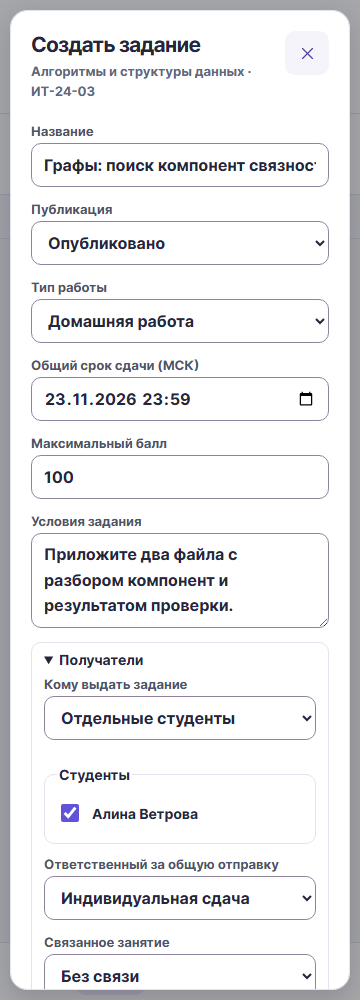 Создать задание
Алгоритмы и структуры данных ·
ИТ-24-03
Название
Графы: поиск компонент связност
Публикация
Опубликовано
Тип работы
Домашняя работа
Общий срок сдачи (МСК)
23.11.2026 23:59
Максимальный балл
100
Условия задания
Приложите два файла с
разбором компонент и
результатом проверки.
▼ Получатели
Кому выдать задание
Отдельные студенты
Студенты
Алина Ветрова
Ответственный за общую отправку
Индивидуальная сдача
Связанное занятие
Без связи